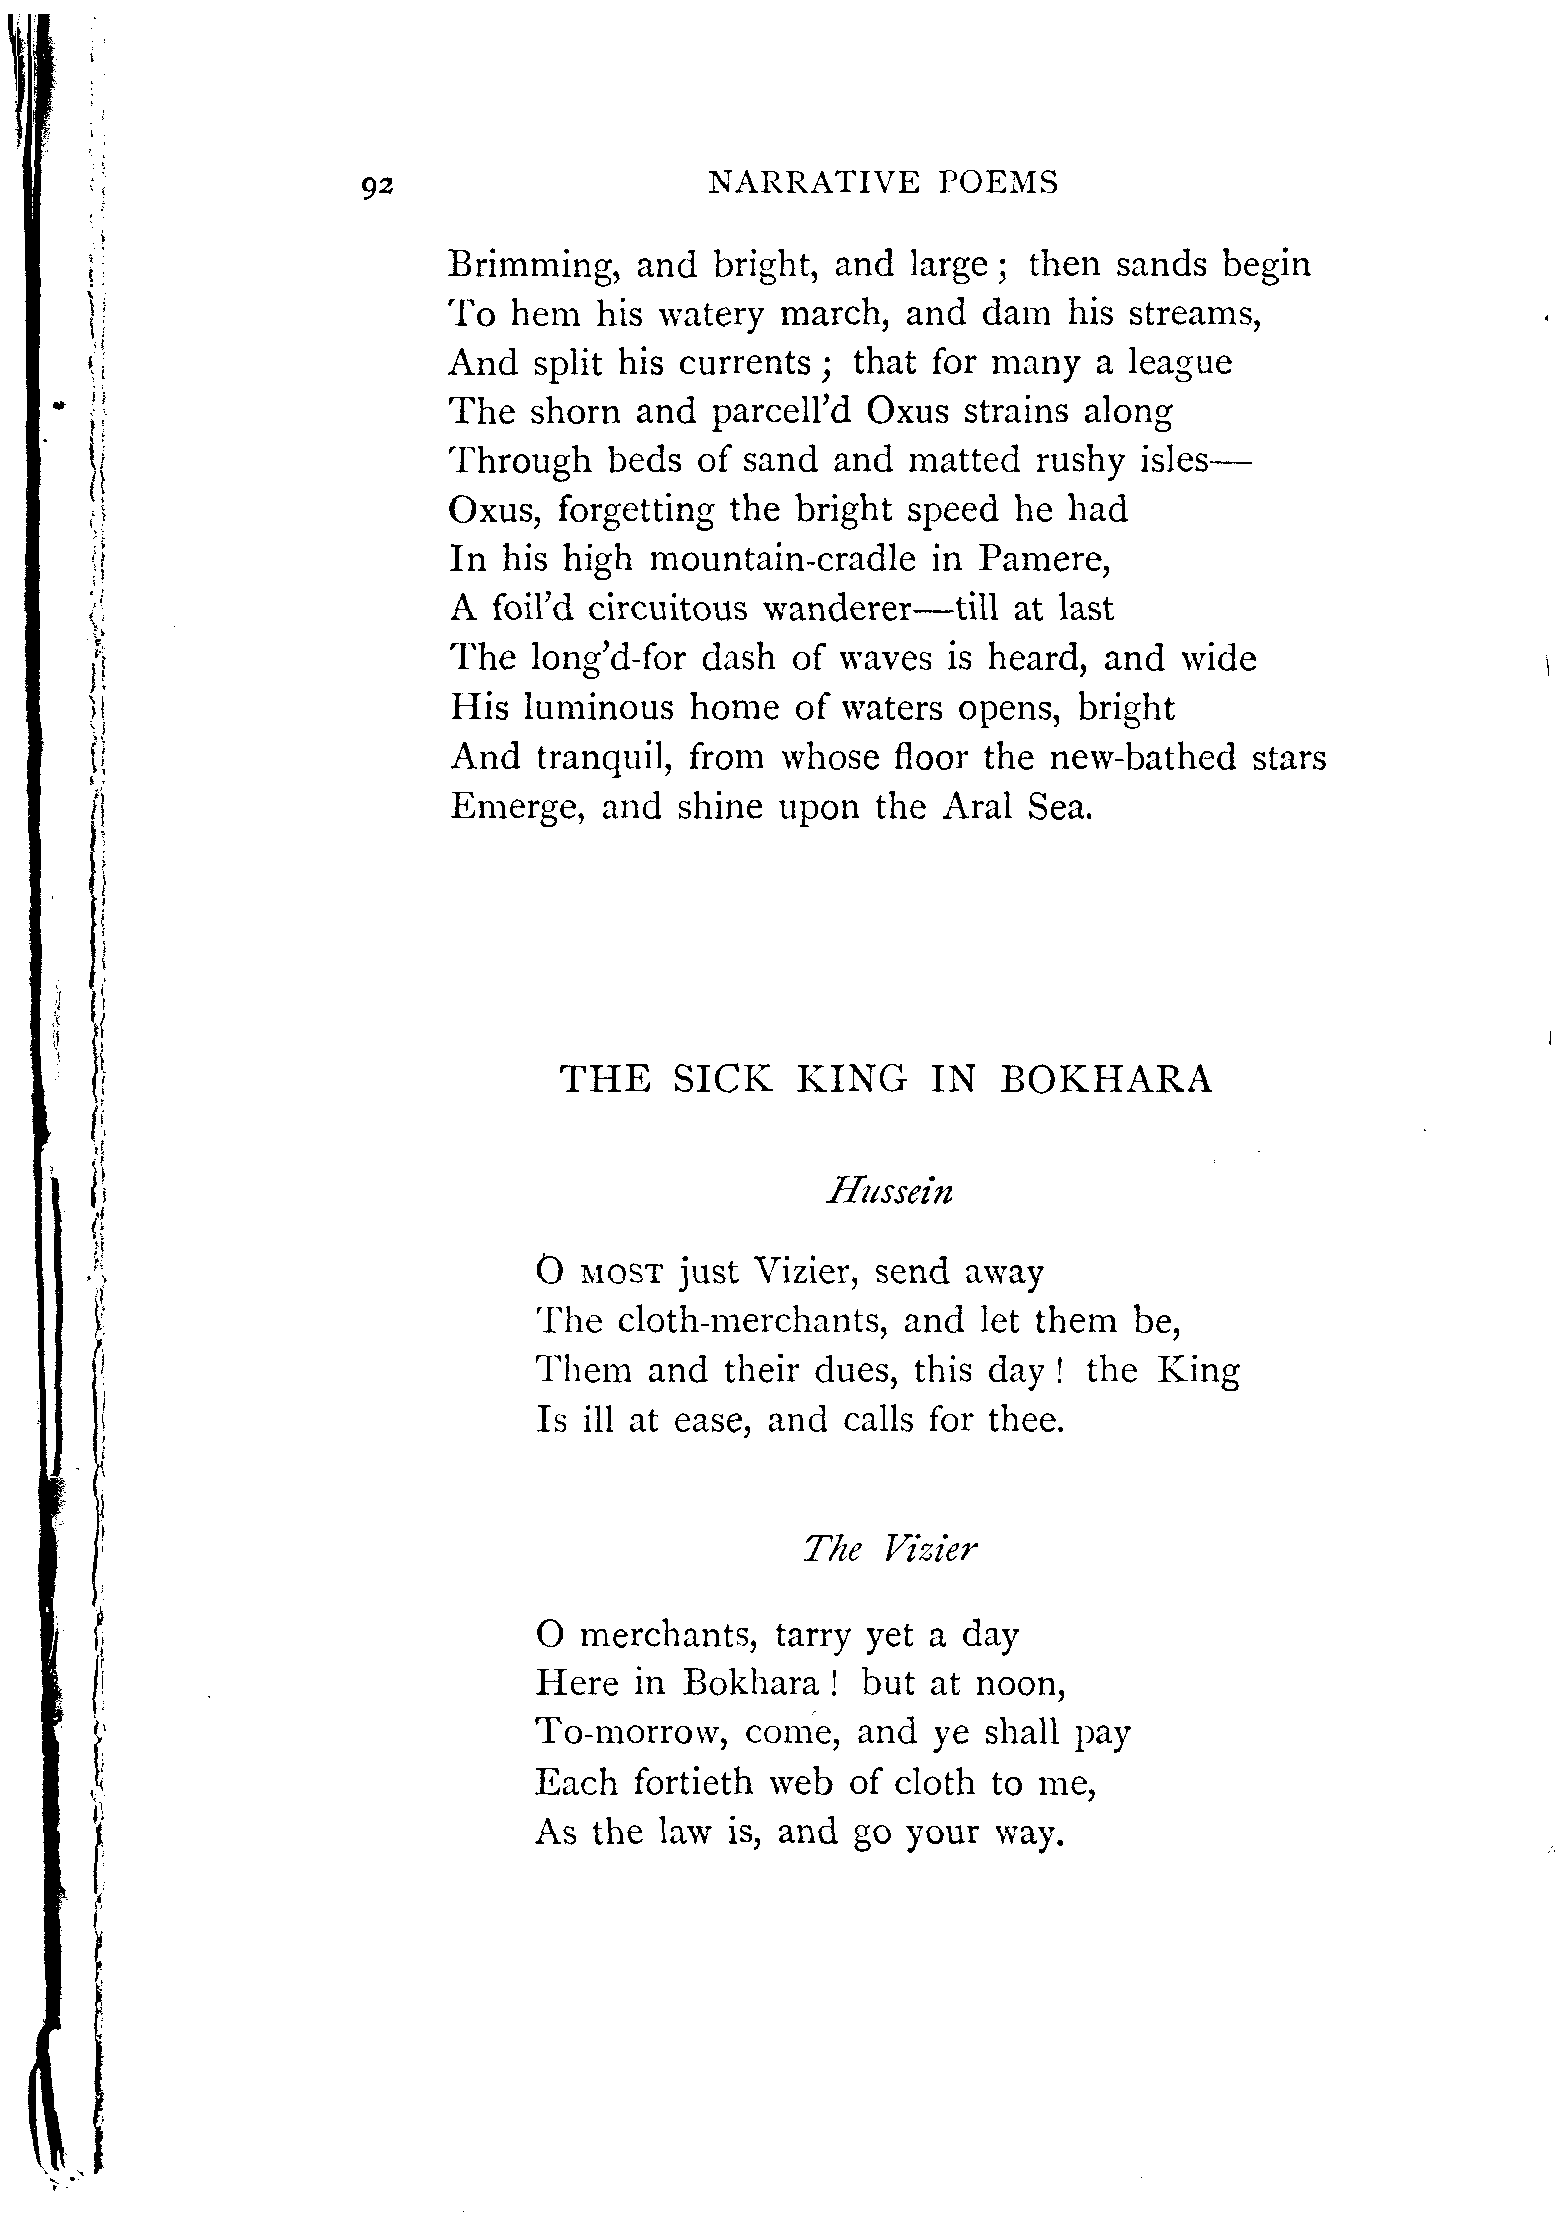 92 NARRATIVE POEMS
Brimming, and bright, and large ; then sands begin
To hem his watery march, and dam his streams,
And split his currents ; that for many a league
The shorn and parcell'd Oxus strains along
Through beds of sand and matted rushy isles—
Oxus, forgetting the bright speed he had
In his high mountain-cradle in Pamere,
A foil'd circuitous wanderer—till at last
The long'd-for dash of waves is heard, and wide
His luminous home of waters opens, bright
And tranquil, from whose floor the new-bathed stars
Emerge, and shine upon the Aral Sea.
THE SICK KING IN BOKHARA
Hussein
O MOST just Vizier, send away
The cloth-merchants, and let them be,
Them and their dues, this day ! the King
Is ill at ease, and calls for thee.
The Vizier
O merchants, tarry yet a day
Here in Bokhara ! but at noon,
To-morrow, come, and ye shall pay
Each fortieth web of cloth to me,
As the law is, and go your way.